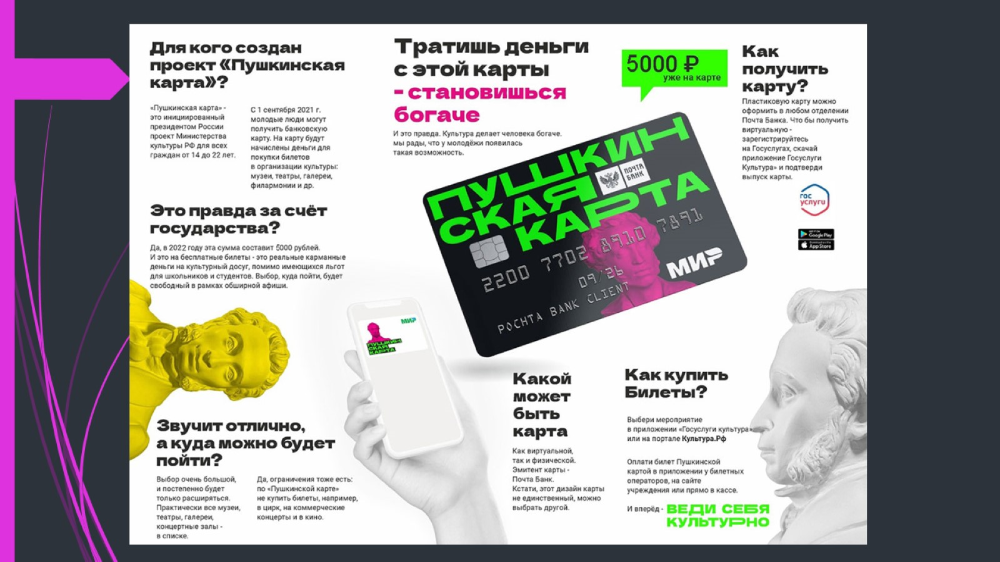 Для кого создан
проект «Пушкинская
карта»?
«Пушкинская карта» -
это инициированный
президентом России
проект Министерства
культуры РФ для всех
граждан от 14 до 22 лет.
С 1 сентября 2021 г.
молодые люди могут
получить банковскую
карту. На карту будут
начислены деньги для
покупки билетов
в организации культуры:
музеи, театры, галереи,
филармонии и др.
Это правда за счёт
государства?
Да, в 2022 году эта сумма составит 5000 рублей.
И это на бесплатные билеты - это реальные карманные
деньги на культурный досуг, помимо имеющихся льгот
для школьников и студентов. Выбор, куда пойти, будет
свободный в рамках обширной афиши.
Звучит отлично,
а куда можно будет
пойти?
Выбор очень большой,
и постепенно будет
только расширяться.
Практически все музеи,
театры, галереи,
концертные залы -
в списке.
Да, ограничения тоже есть:
по «Пушкинской карте»
не купить билеты, например,
в цирк, на коммерческие
концерты и в кино.
Тратишь деньги
с этой карты
- становишься
богаче
И это правда. Культура делает человека богаче.
мы рады, что у молодёжи появилась
такая возможность.
5000 ₽
уже на карте
ПУШКИН
СКАЯ
КАРТА
ПОЧТА
БАНК
2200 7702 8910 7891
09/26
POCHTA BANK CLIENT
МИР
МИР
ПУШКИН
СКАЯ
КАРТА
Как
получить
карту?
Пластиковую карту можно
оформить в любом отделении
Почта Банка. Что бы получить
виртуальную -
зарегистрируйтесь
на Госуслугах, скачай
приложение Госуслуги
Культура» и подтверди
выпуск карты.
гос
услуги
GET IT ON
Google Play
Download on the
App Store
Какой
может
быть
карта
Как виртуальной,
так и физической.
Эмитент карты -
Почта Банк.
Кстати, этот дизайн карты
не единственный, можно
выбрать другой.
Как купить
Билеты?
Выбери мероприятие
в приложении «Госуслуги культура»
или на портале Культура.Рф
Оплати билет Пушкинской
картой в приложении у билетных
операторов, на сайте
учреждения или прямо в кассе.
И вперёд - ВЕДИ СЕБЯ
КУЛЬТУРНО